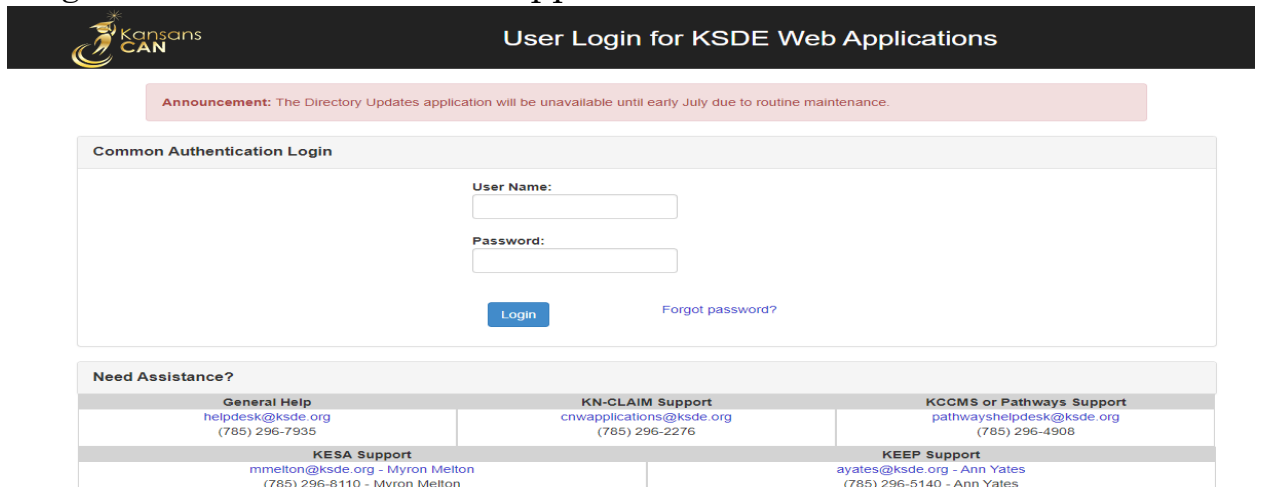 Kansans
CAN
User Login for KSDE Web Applications
Announcement: The Directory Updates application will be unavailable until early July due to routine maintenance.
Common Authentication Login
User Name:
Password:
Login
Forgot password?
Need Assistance?
General Help
helpdesk@ksde.org
(785) 296-7935
KN-CLAIM Support
cnwapplications@ksde.org
(785) 296-2276
KCCMS or Pathways Support
pathwayshelpdesk@ksde.org
(785) 296-4908
KESA Support
mmelton@ksde.org - Myron Melton
(785) 296-8110 - Myron Melton
KEEP Support
ayates@ksde.org - Ann Yates
(785) 296-5140 - Ann Yates